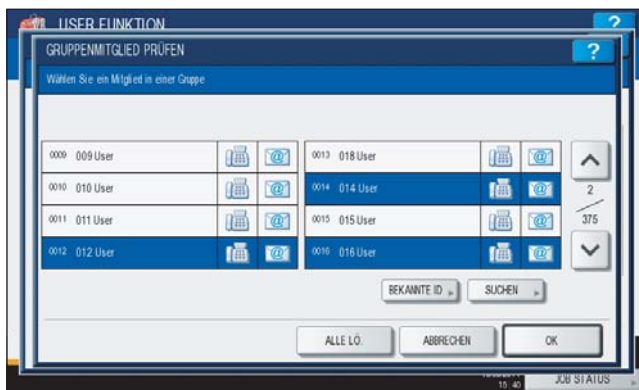 USER FUNKTION
?
GRUPPENMITGLIED PRÜFEN
?
Wählen Sie ein Mitglied in einer Gruppe
0009 009 User
0013 018 User
0010 010 User
0014 014 User
2
0011 011 User
0015 015 User
375
0012 012 User
0016 016 User
BEKANNTE ID
SUCHEN
ALLE LÖ.
ABBRECHEN
OK
15:40
JOB STATUS